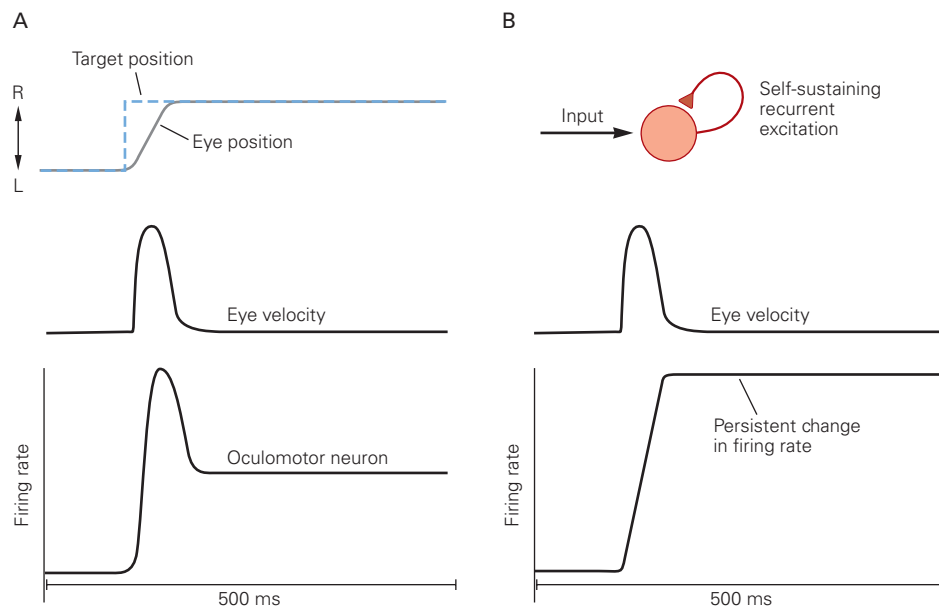 A
Target position
R
Eye position
L
Eye velocity
Firing rate
Oculomotor neuron
500 ms
B
Self-sustaining
recurrent
excitation
Input
Eye velocity
Firing rate
Persistent change
in firing rate
500 ms